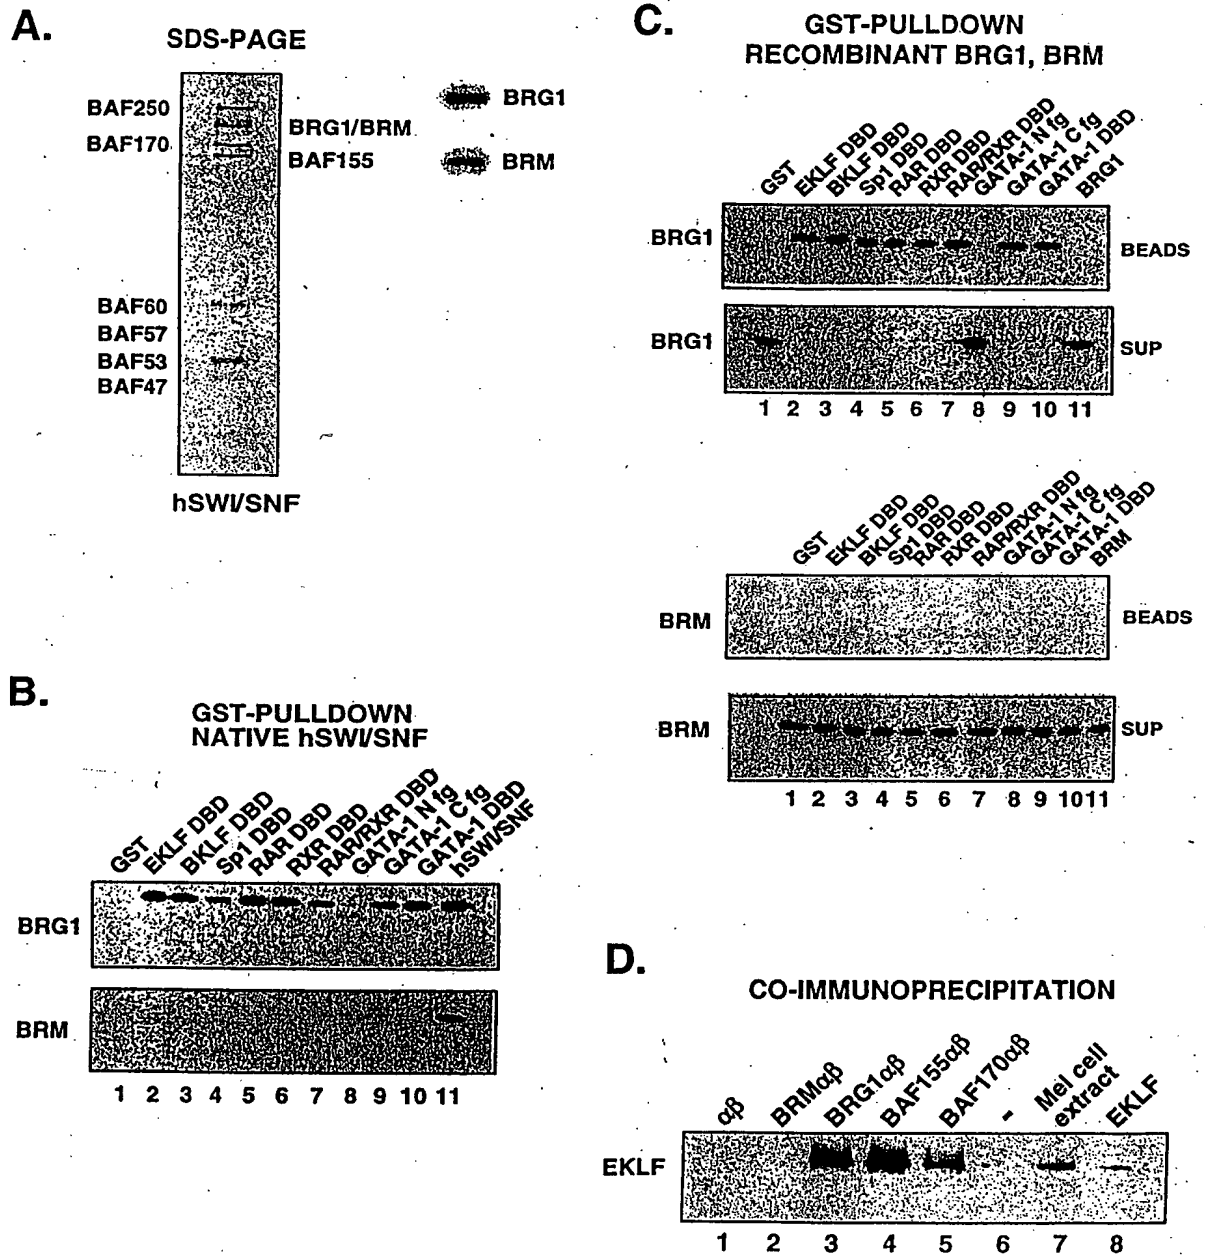 A.
SDS-PAGE
BAF250
BRG1/BRM
BAF170
BAF155
BRG1
BRM
BAF60
BAF57
BAF53
BAF47
hSWI/SNF
B.
GST-PULLDOWN
NATIVE hSWI/SNF
GST
EKLF DBD
BKLF DBD
Sp1 DBD
RAR DBD
RXR DBD
RAR/RXR DBD
GATA-1 N fg
GATA-1 C fg
GATA-1 DBD
hSWI/SNF
BRG1
BRM
1 2 3 4 5 6 7 8 9 10 11
C.
GST-PULLDOWN
RECOMBINANT BRG1, BRM
GST
EKLF DBD
BKLF DBD
Sp1 DBD
RAR DBD
RXR DBD
RAR/RXR DBD
GATA-1 N fg
GATA-1 C fg
GATA-1 DBD
BRG1
BRG1
BEADS
BRG1
SUP
1 2 3 4 5 6 7 8 9 10 11
GST
EKLF DBD
BKLF DBD
Sp1 DBD
RAR DBD
RXR DBD
RAR/RXR DBD
GATA-1 N fg
GATA-1 C fg
GATA-1 DBD
BRM
BRM
BEADS
BRM
SUP
1 2 3 4 5 6 7 8 9 10 11
D.
CO-IMMUNOPRECIPITATION
αβ
BRMαβ
BRG1αβ
BAF155αβ
BAF170αβ
-
Mel cell
extract
EKLF
EKLF
1 2 3 4 5 6 7 8